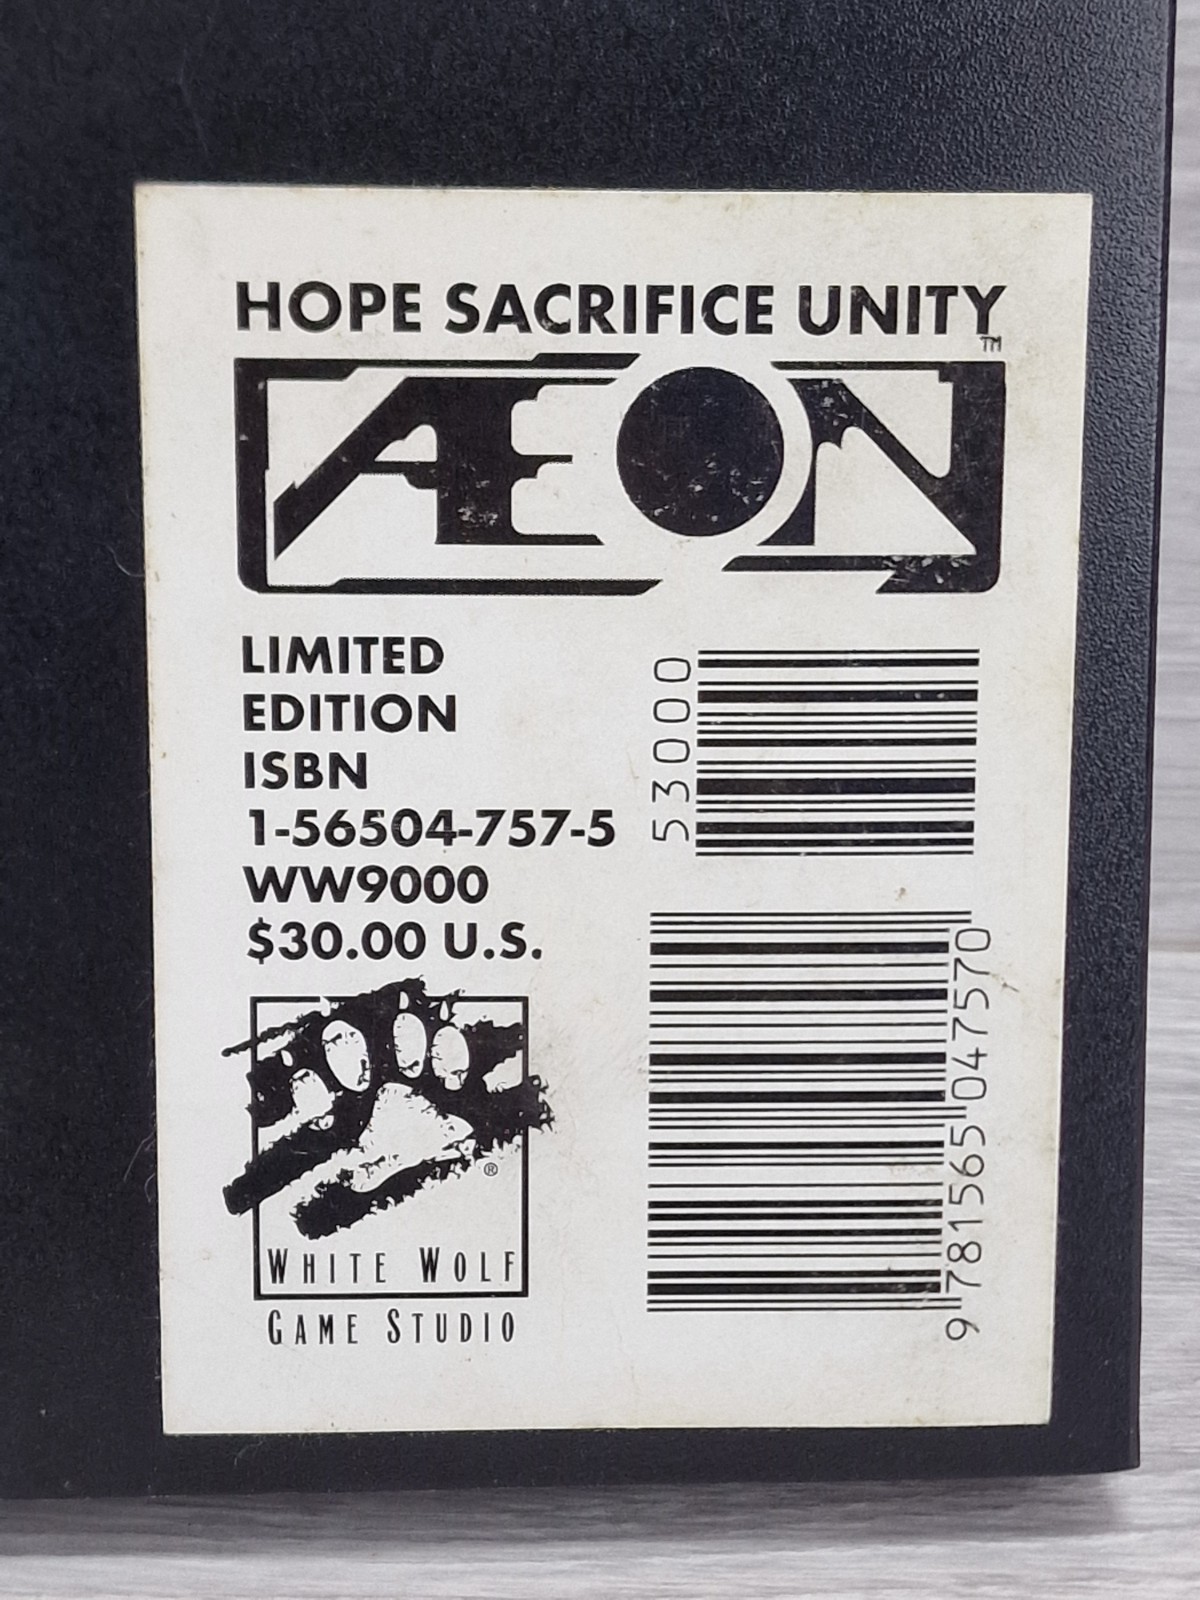 HOPE SACRIFICE UNITY
TM
ÆON
LIMITED
EDITION
ISBN
1-56504-757-5
WW9000
$30.00 U.S.
53000
9 781565 047570
®
WHITE WOLF
GAME STUDIO